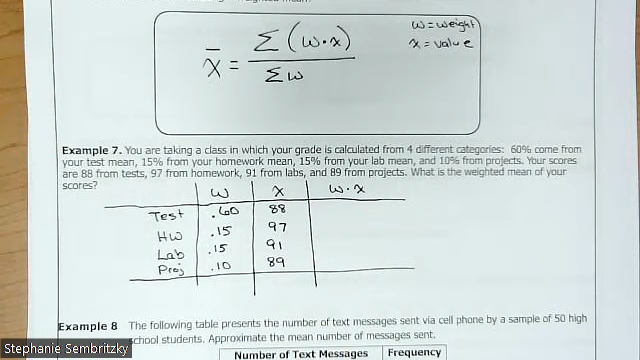 x̄ = Σ(w·x) / Σw
w = weight
x = value
Example 7. You are taking a class in which your grade is calculated from 4 different categories: 60% come from
your test mean, 15% from your homework mean, 15% from your lab mean, and 10% from projects. Your scores
are 88 from tests, 97 from homework, 91 from labs, and 89 from projects. What is the weighted mean of your
scores?
w x w·x
Test .60 88
HW .15 97
Lab .15 91
Proj .10 89
Example 8 The following table presents the number of text messages sent via cell phone by a sample of 50 high
school students. Approximate the mean number of messages sent.
Number of Text Messages Frequency
Stephanie Sembritzky